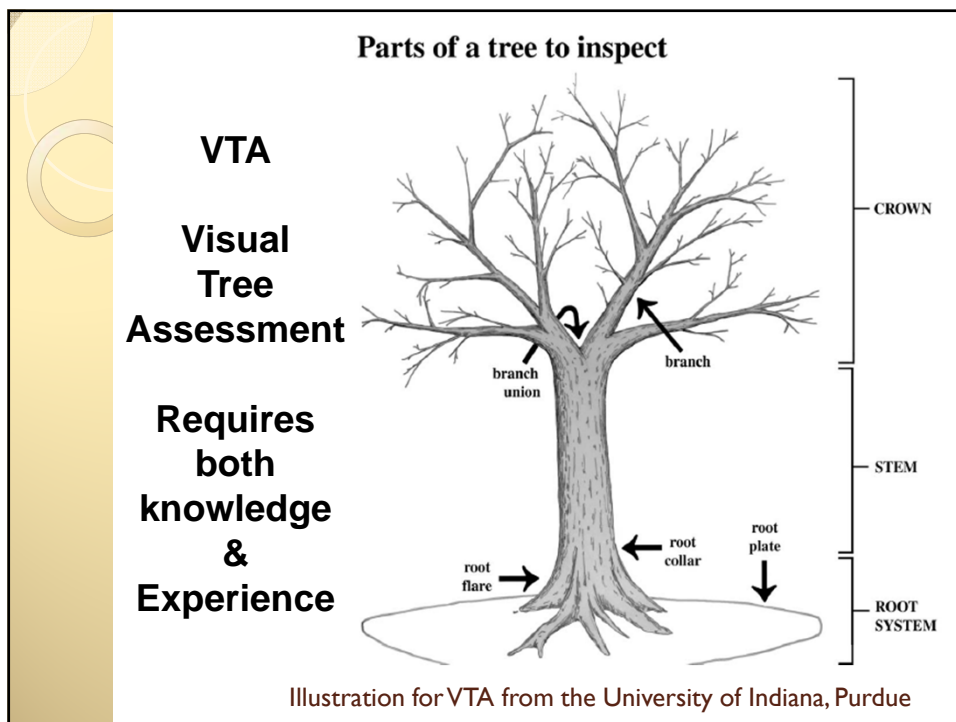 Parts of a tree to inspect
VTA
Visual
Tree
Assessment
Requires
both
knowledge
&
Experience
CROWN
branch
union
branch
STEM
root
plate
root
collar
root
flare
ROOT
SYSTEM
Illustration for VTA from the University of Indiana, Purdue